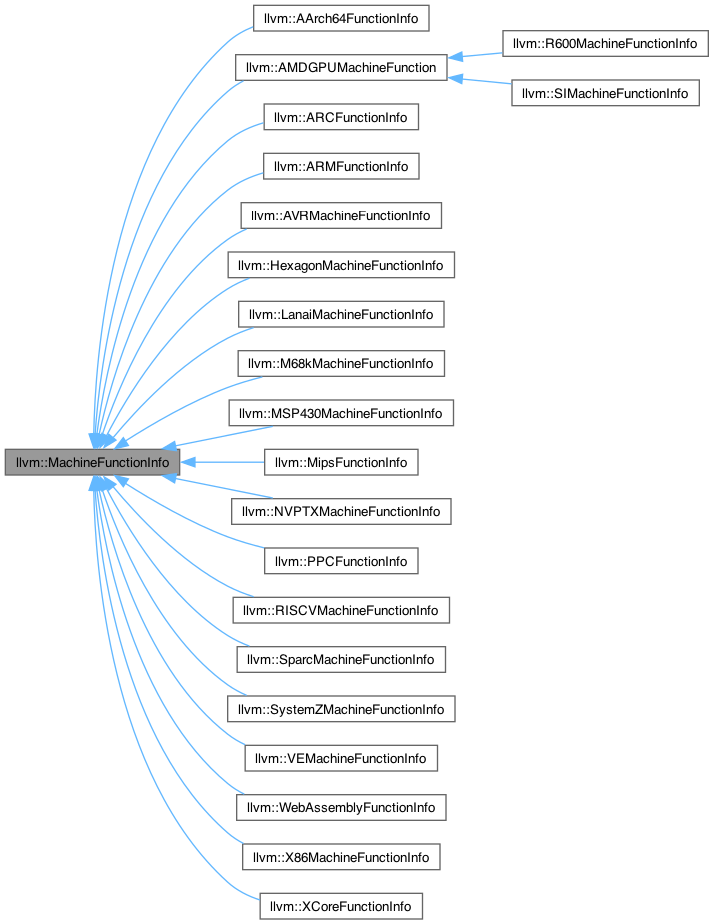 llvm::AArch64FunctionInfo
llvm::R600MachineFunctionInfo
llvm::AMDGPUMachineFunction
llvm::SIMachineFunctionInfo
llvm::ARCFunctionInfo
llvm::ARMFunctionInfo
llvm::AVRMachineFunctionInfo
llvm::HexagonMachineFunctionInfo
llvm::LanaiMachineFunctionInfo
llvm::M68kMachineFunctionInfo
llvm::MSP430MachineFunctionInfo
llvm::MachineFunctionInfo
llvm::MipsFunctionInfo
llvm::NVPTXMachineFunctionInfo
llvm::PPCFunctionInfo
llvm::RISCVMachineFunctionInfo
llvm::SparcMachineFunctionInfo
llvm::SystemZMachineFunctionInfo
llvm::VEMachineFunctionInfo
llvm::WebAssemblyFunctionInfo
llvm::X86MachineFunctionInfo
llvm::XCoreFunctionInfo